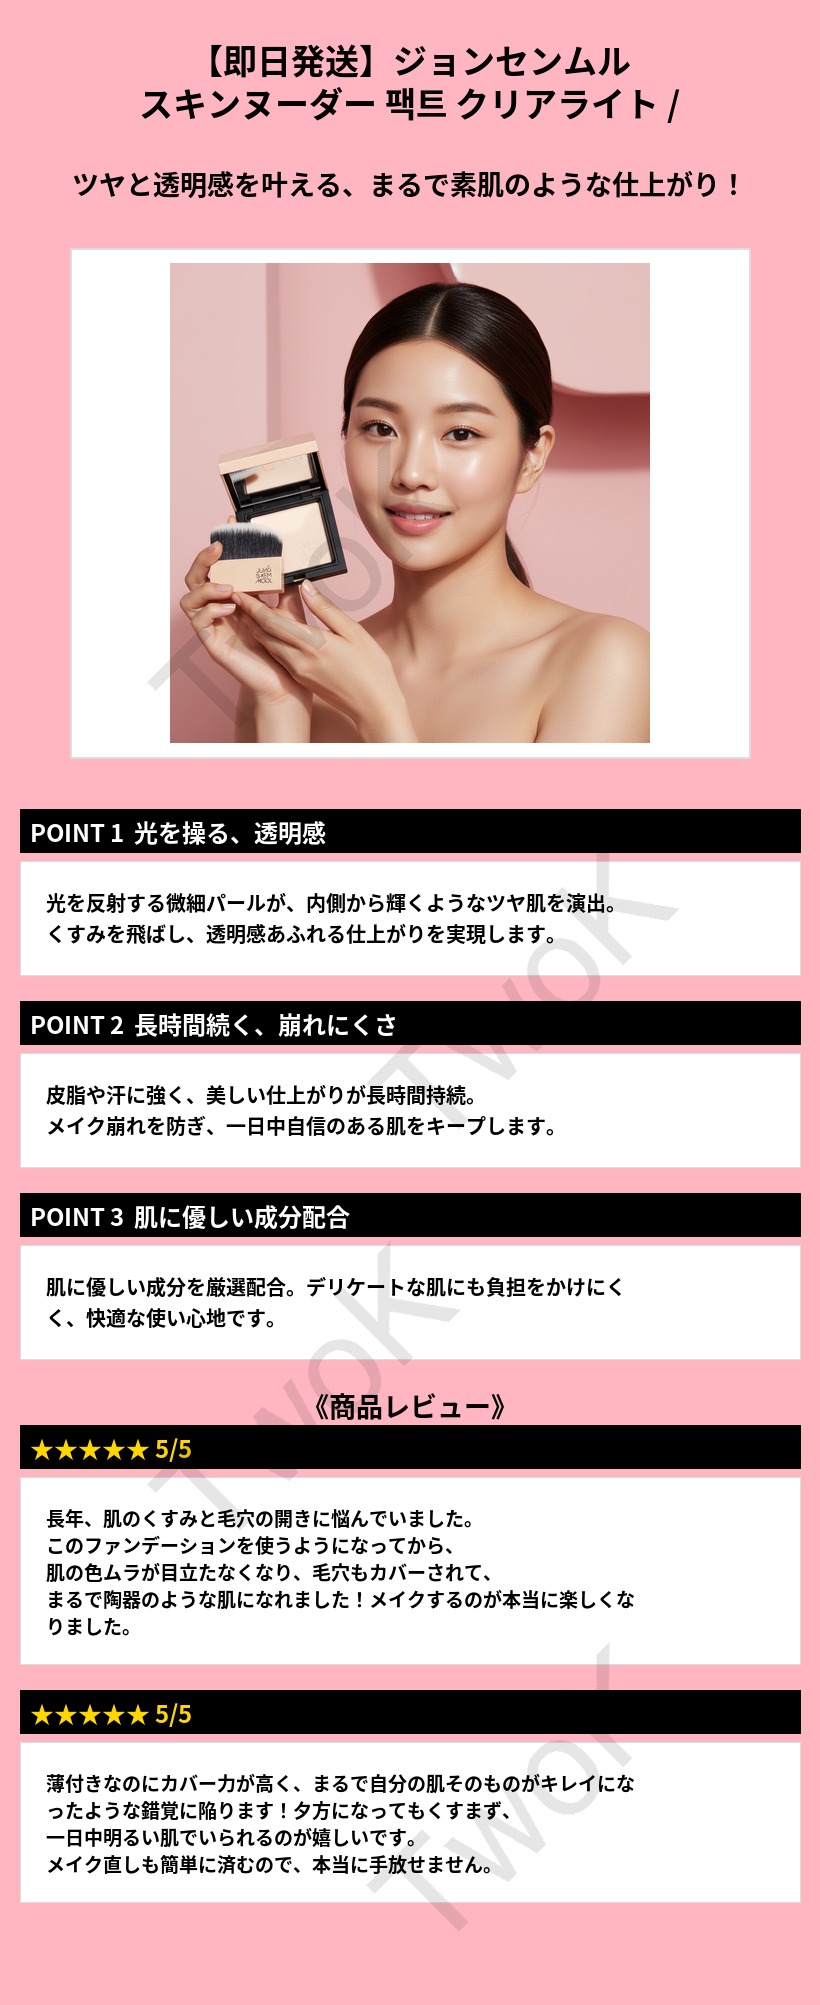 【即日発送】ジョンセンムル
スキンヌーダー 팩트 クリアライト /
ツヤと透明感を叶える、まるで素肌のような仕上がり！
JUNG
SAEM
MOOL
TwoK
POINT 1 光を操る、透明感
光を反射する微細パールが、内側から輝くようなツヤ肌を演出。
くすみを飛ばし、透明感あふれる仕上がりを実現します。
TwoK
POINT 2 長時間続く、崩れにくさ
皮脂や汗に強く、美しい仕上がりが長時間持続。
メイク崩れを防ぎ、一日中自信のある肌をキープします。
POINT 3 肌に優しい成分配合
肌に優しい成分を厳選配合。デリケートな肌にも負担をかけにく
く、快適な使い心地です。
TwoK
《商品レビュー》
★★★★★ 5/5
長年、肌のくすみと毛穴の開きに悩んでいました。
このファンデーションを使うようになってから、
肌の色ムラが目立たなくなり、毛穴もカバーされて、
まるで陶器のような肌になれました！メイクするのが本当に楽しくな
りました。
★★★★★ 5/5
薄付きなのにカバー力が高く、まるで自分の肌そのものがキレイにな
ったような錯覚に陥ります！夕方になってもくすまず、
一日中明るい肌でいられるのが嬉しいです。
メイク直しも簡単に済むので、本当に手放せません。
TwoK